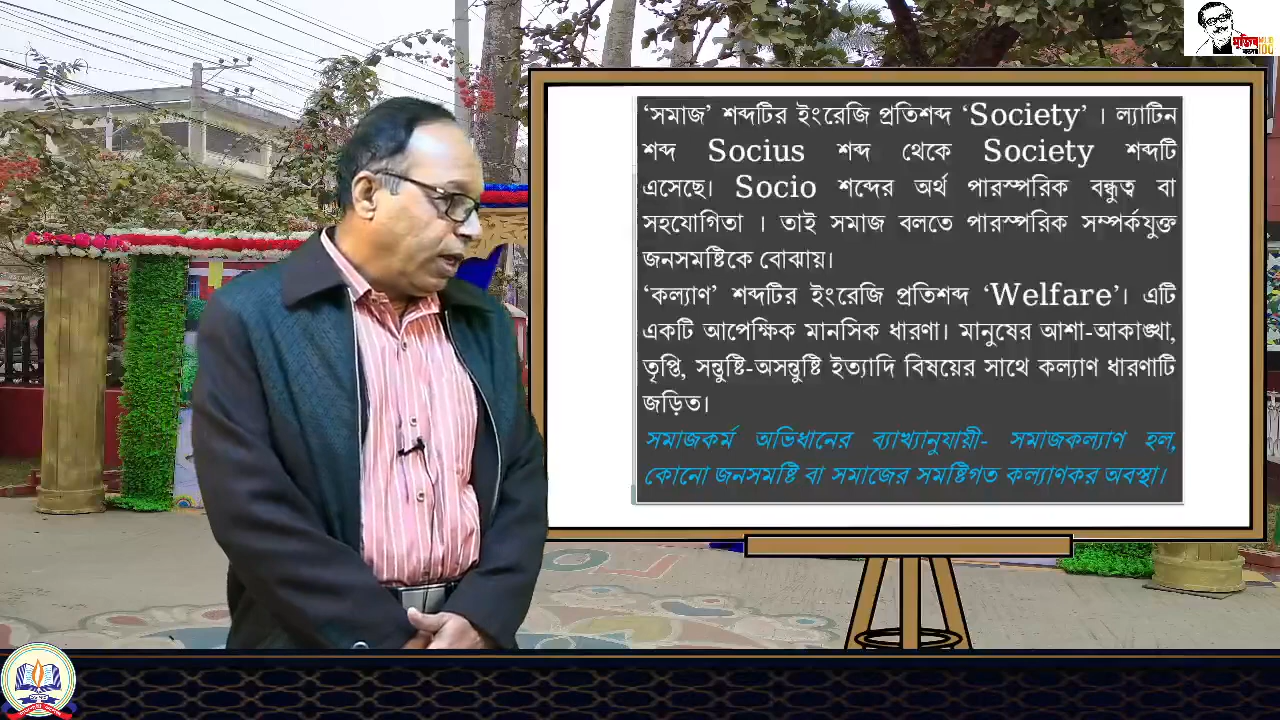 ‘সমাজ’ শব্দটির ইংরেজি প্রতিশব্দ ‘Society’ । ল্যাটিন
শব্দ Socius শব্দ থেকে Society শব্দটি
এসেছে। Socio শব্দের অর্থ পারস্পরিক বন্ধুত্ব বা
সহযোগিতা । তাই সমাজ বলতে পারস্পরিক সম্পর্কযুক্ত
জনসমষ্টিকে বোঝায়।
‘কল্যাণ’ শব্দটির ইংরেজি প্রতিশব্দ ‘Welfare’। এটি
একটি আপেক্ষিক মানসিক ধারণা। মানুষের আশা-আকাঙ্খা,
তৃপ্তি, সন্তুষ্টি-অসন্তুষ্টি ইত্যাদি বিষয়ের সাথে কল্যাণ ধারণাটি
জড়িত।
সমাজকর্ম অভিধানের ব্যাখ্যানুযায়ী- সমাজকল্যাণ হল,
কোনো জনসমষ্টি বা সমাজের সমষ্টিগত কল্যাণকর অবস্থা।